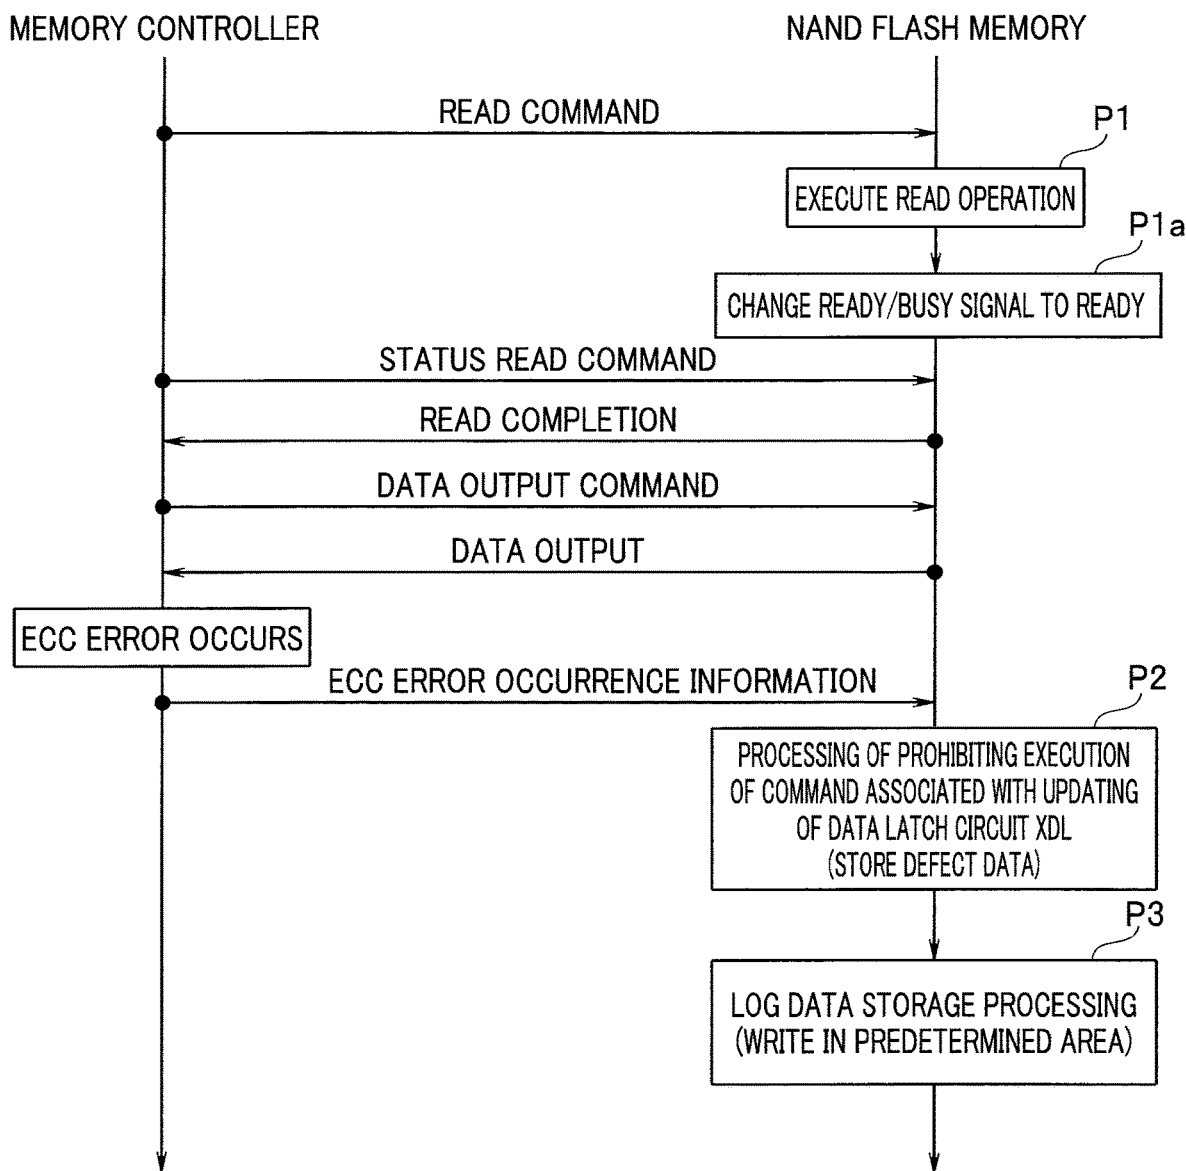 MEMORY CONTROLLER
NAND FLASH MEMORY
READ COMMAND
P1
EXECUTE READ OPERATION
P1a
CHANGE READY/BUSY SIGNAL TO READY
STATUS READ COMMAND
READ COMPLETION
DATA OUTPUT COMMAND
DATA OUTPUT
ECC ERROR OCCURS
ECC ERROR OCCURRENCE INFORMATION
P2
PROCESSING OF PROHIBITING EXECUTION
OF COMMAND ASSOCIATED WITH UPDATING
OF DATA LATCH CIRCUIT XDL
(STORE DEFECT DATA)
P3
LOG DATA STORAGE PROCESSING
(WRITE IN PREDETERMINED AREA)